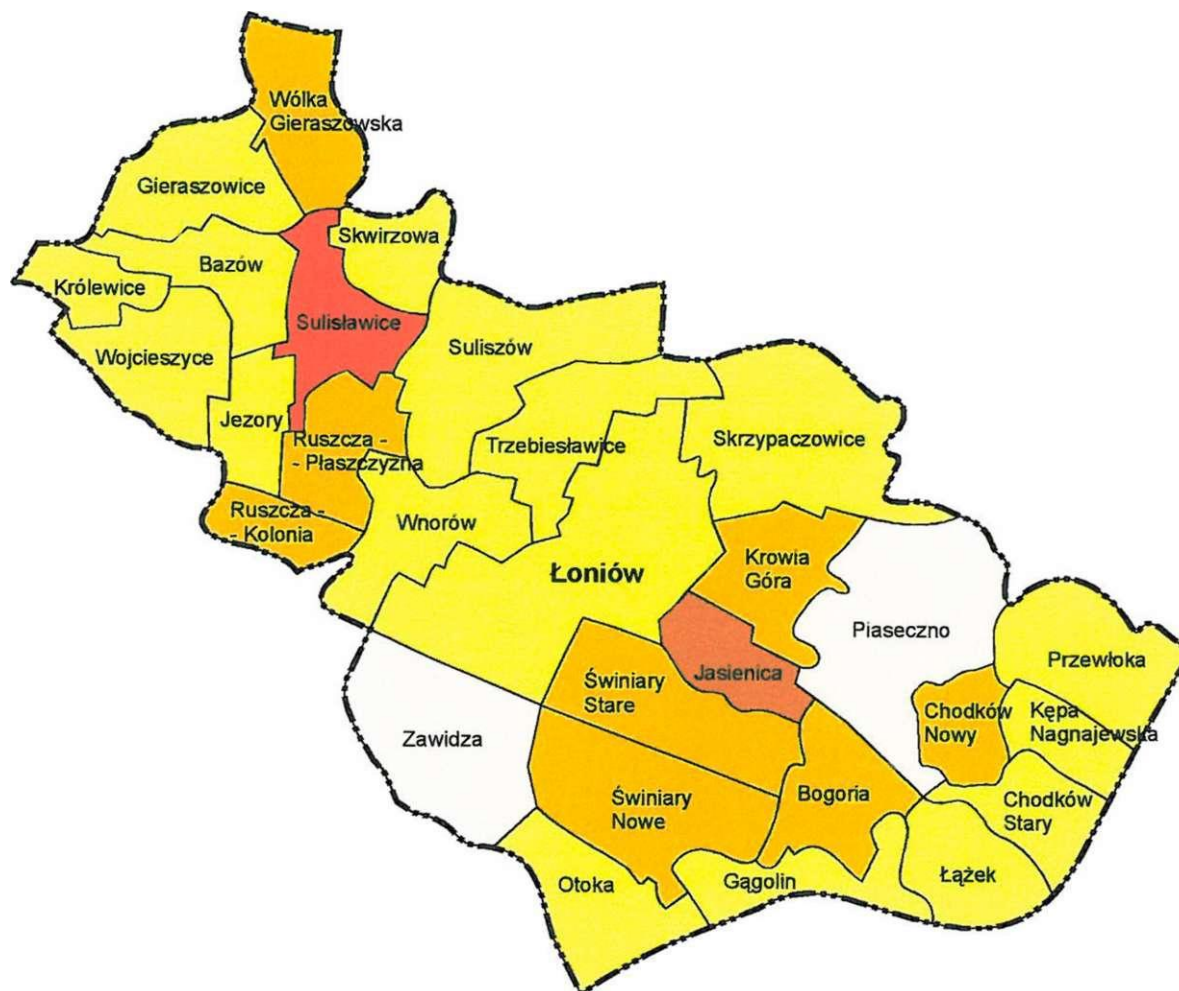 Wólka
Gieraszowska
Gieraszowice
Skwirzowa
Bazów
Królewice
Sulisławice
Wojcieszyce
Suliszów
Jezory
Ruszcza -
- Płaszczyzna
Trzebiesławice
Skrzypaczowice
Ruszcza -
- Kolonia
Wnorów
Łoniów
Krowia
Góra
Piaseczno
Przewłoka
Jasienica
Świniary
Stare
Chodków
Nowy
Kępa
Nagnajewska
Zawidza
Świniary
Nowe
Bogoria
Chodków
Stary
Otoka
Gągolin
Łążek